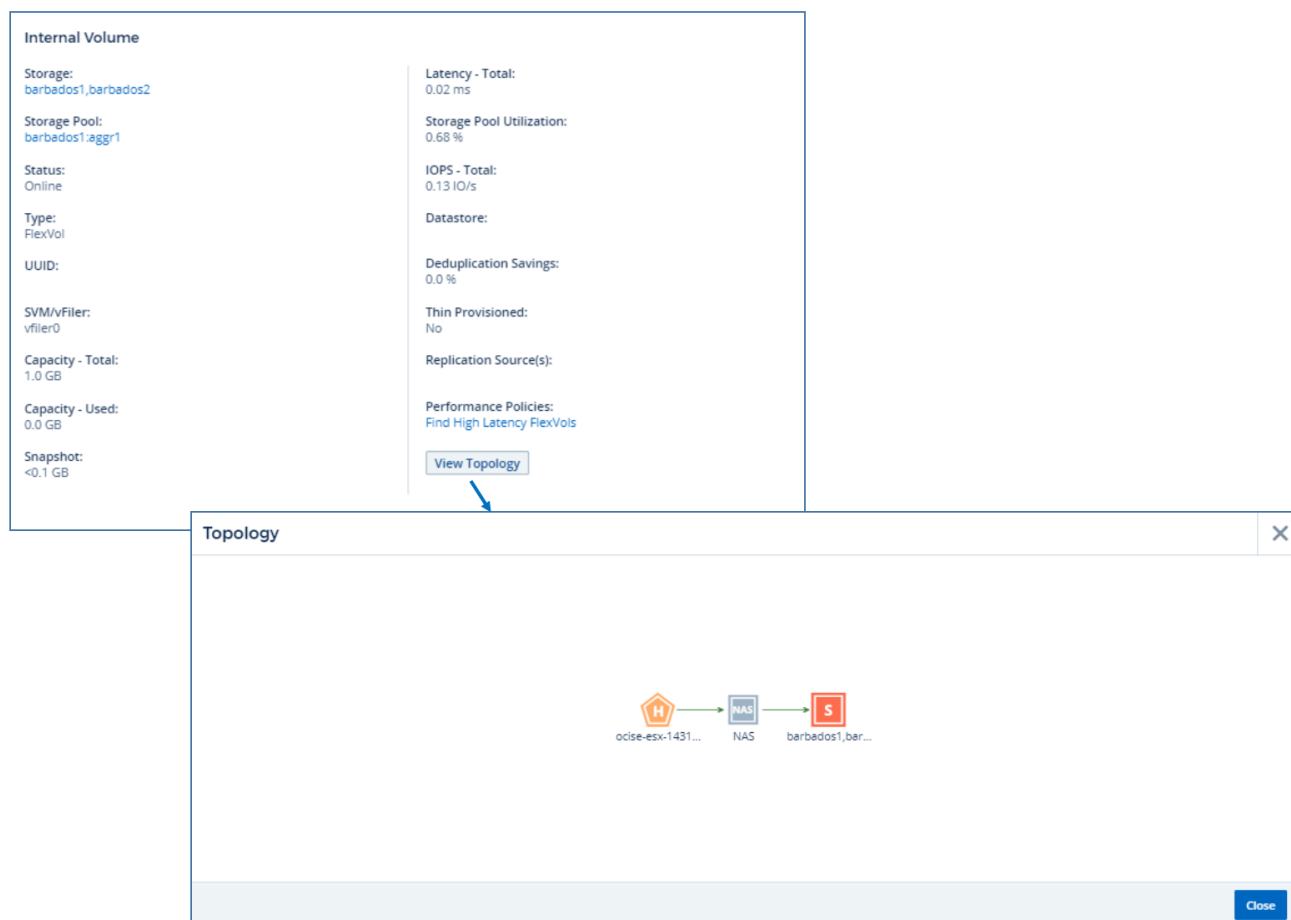 Internal Volume
Storage:
barbados1,barbados2
Storage Pool:
barbados1:aggr1
Status:
Online
Type:
FlexVol
UUID:
SVM/vFiler:
vfiler0
Capacity - Total:
1.0 GB
Capacity - Used:
0.0 GB
Snapshot:
<0.1 GB
Latency - Total:
0.02 ms
Storage Pool Utilization:
0.68 %
IOPS - Total:
0.13 IO/s
Datastore:
Deduplication Savings:
0.0 %
Thin Provisioned:
No
Replication Source(s):
Performance Policies:
Find High Latency FlexVols
View Topology
Topology
H
NAS
S
ocise-esx-1431...
NAS
barbados1,bar...
Close